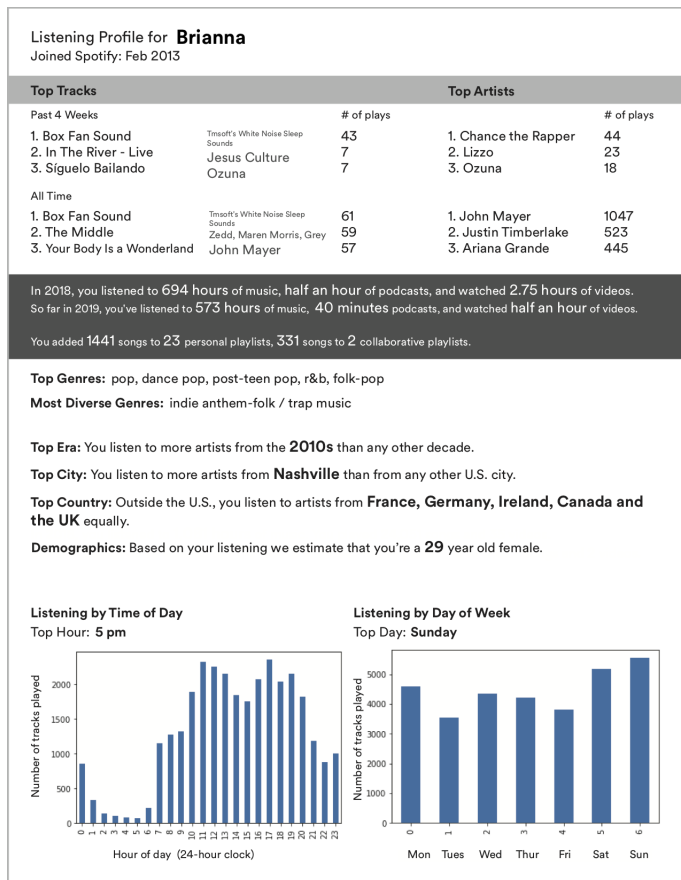 Listening Profile for Brianna
Joined Spotify: Feb 2013
Top Tracks Top Artists
Past 4 Weeks # of plays # of plays
1. Box Fan Sound Tmsoft's White Noise Sleep Sounds 43 1. Chance the Rapper 44
2. In The River - Live Jesus Culture 7 2. Lizzo 23
3. Síguelo Bailando Ozuna 7 3. Ozuna 18
All Time
1. Box Fan Sound Tmsoft's White Noise Sleep Sounds 61 1. John Mayer 1047
2. The Middle Zedd, Maren Morris, Grey 59 2. Justin Timberlake 523
3. Your Body Is a Wonderland John Mayer 57 3. Ariana Grande 445
In 2018, you listened to 694 hours of music, half an hour of podcasts, and watched 2.75 hours of videos.
So far in 2019, you've listened to 573 hours of music, 40 minutes podcasts, and watched half an hour of videos.
You added 1441 songs to 23 personal playlists, 331 songs to 2 collaborative playlists.
Top Genres: pop, dance pop, post-teen pop, r&b, folk-pop
Most Diverse Genres: indie anthem-folk / trap music
Top Era: You listen to more artists from the 2010s than any other decade.
Top City: You listen to more artists from Nashville than from any other U.S. city.
Top Country: Outside the U.S., you listen to artists from France, Germany, Ireland, Canada and
the UK equally.
Demographics: Based on your listening we estimate that you're a 29 year old female.
Listening by Time of Day
Top Hour: 5 pm
Number of tracks played
2000
1500
1000
500
0
0 1 2 3 4 5 6 7 8 9 10 11 12 13 14 15 16 17 18 19 20 21 22 23
Hour of day (24-hour clock)
Listening by Day of Week
Top Day: Sunday
Number of tracks played
5000
4000
3000
2000
1000
0
0 1 2 3 4 5 6
Mon Tues Wed Thur Fri Sat Sun